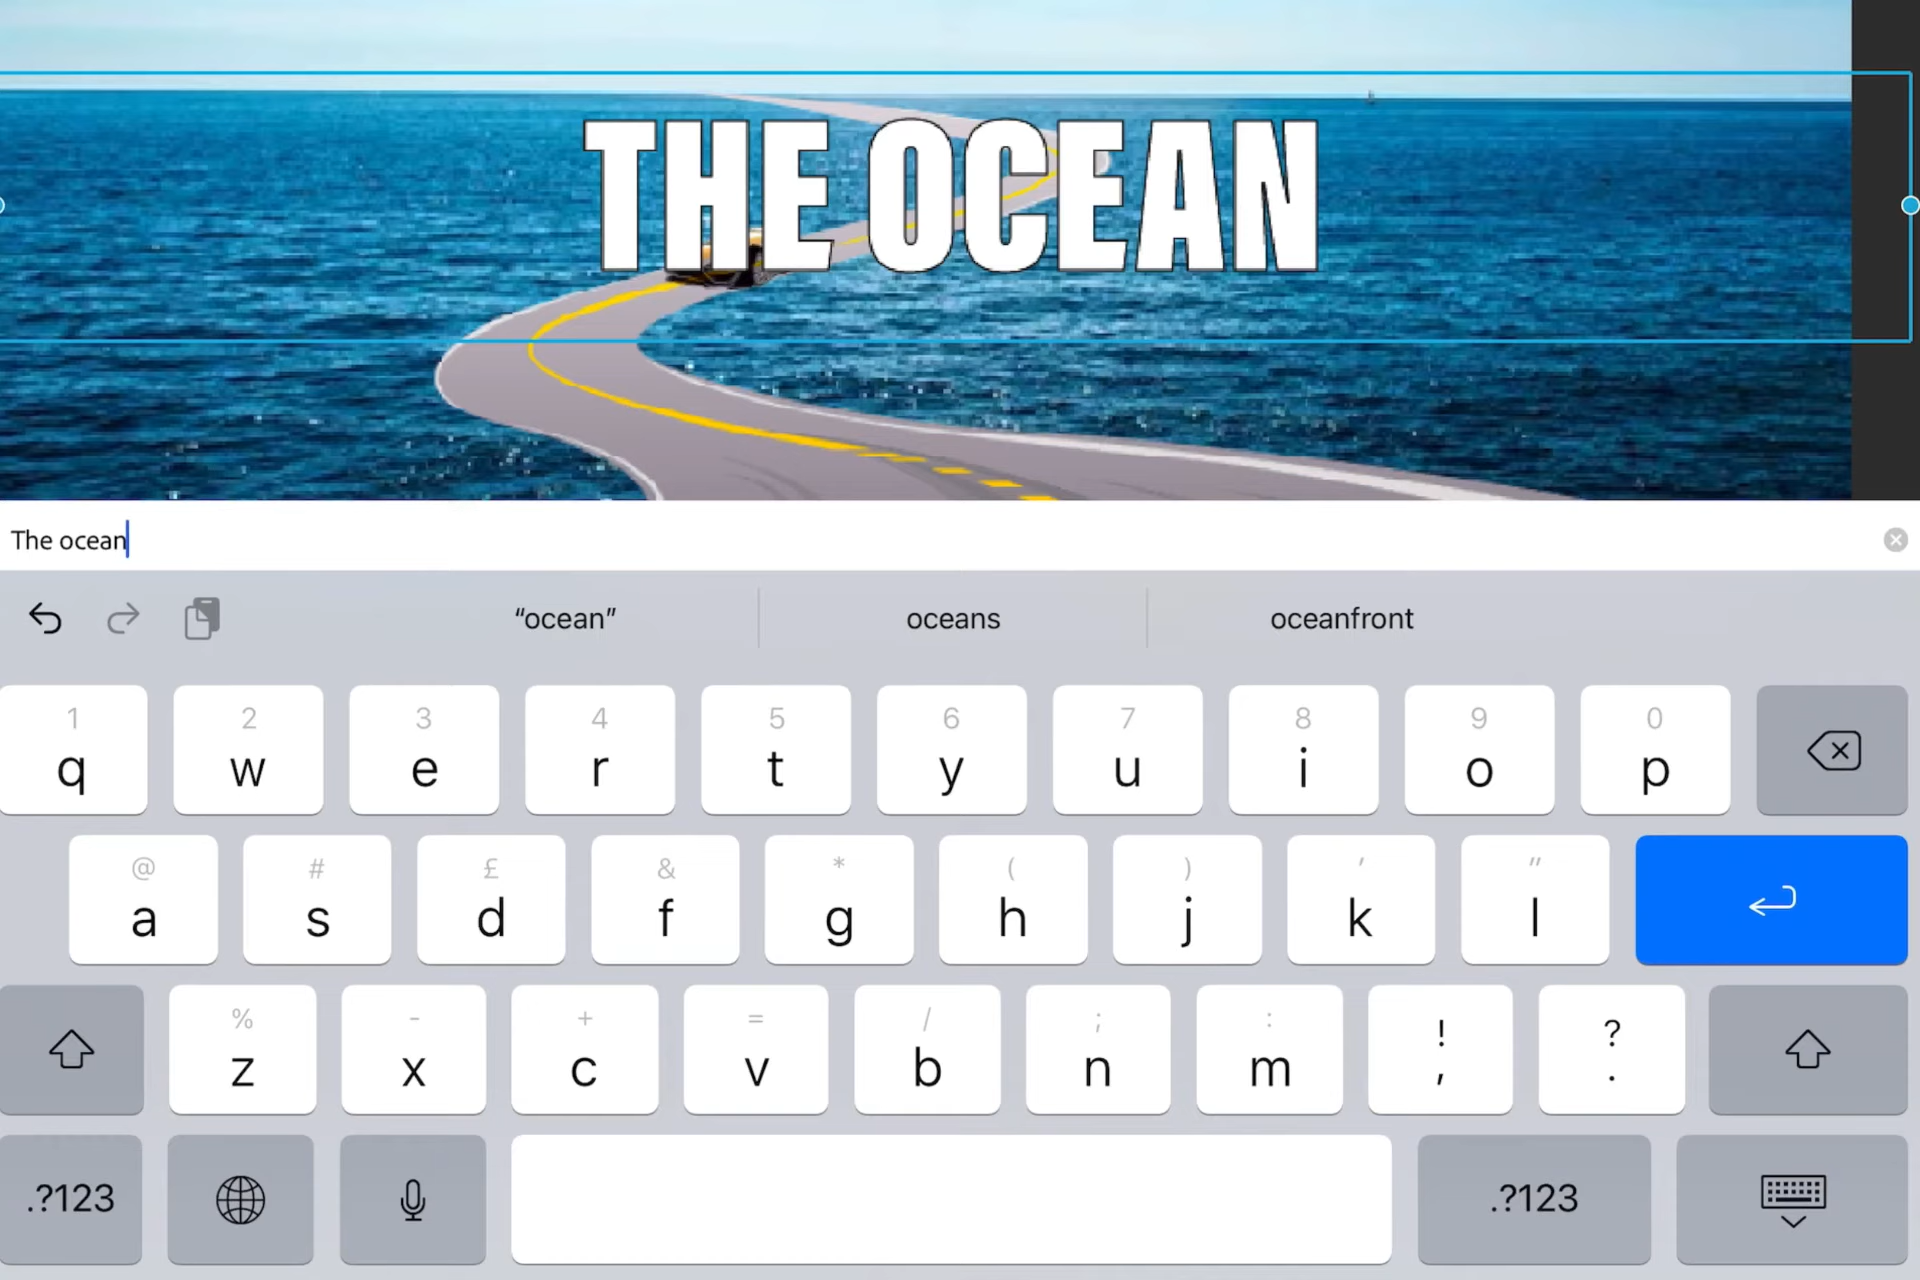 THE OCEAN
The ocean
“ocean” oceans oceanfront
1 2 3 4 5 6 7 8 9 0
q w e r t y u i o p
@ # £ & * ( ) ' "
a s d f g h j k l
% - + = / ; : ! ?
z x c v b n m , .
.?123 .?123